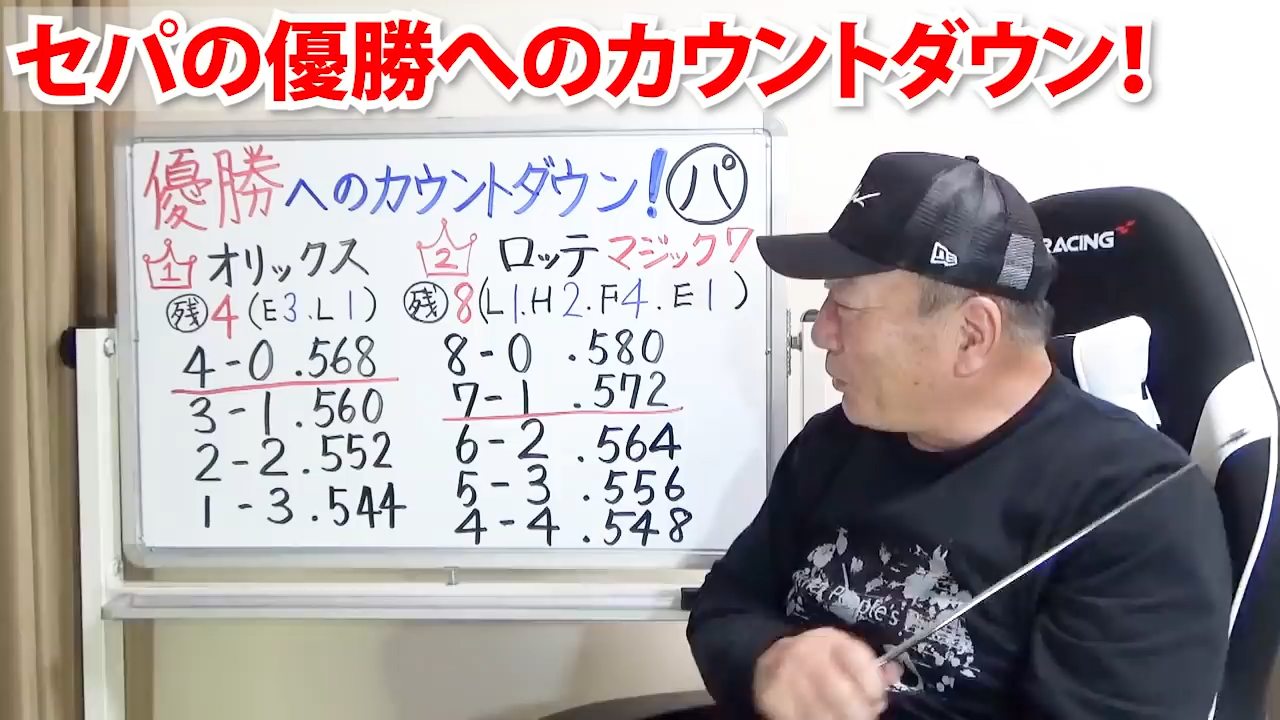 セパの優勝へのカウントダウン!
優勝へのカウントダウン! パ
1 オリックス
残4(E3.L1)
4-0 .568
3-1 .560
2-2 .552
1-3 .544
2 ロッテ マジック7
残8(L1.H2.F4.E1)
8-0 .580
7-1 .572
6-2 .564
5-3 .556
4-4 .548
RACING
People's